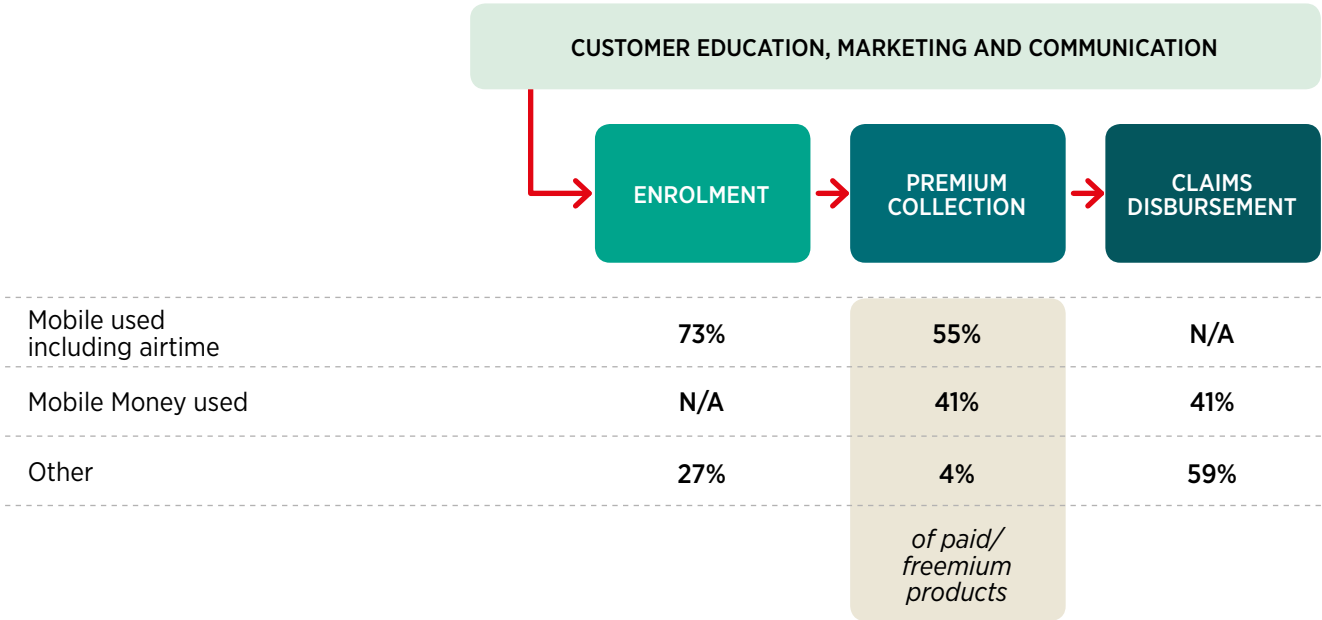 CUSTOMER EDUCATION, MARKETING AND COMMUNICATION
ENROLMENT
PREMIUM
COLLECTION
CLAIMS
DISBURSEMENT
Mobile used
including airtime
73%
55%
N/A
Mobile Money used
N/A
41%
41%
Other
27%
4%
59%
of paid/
freemium
products